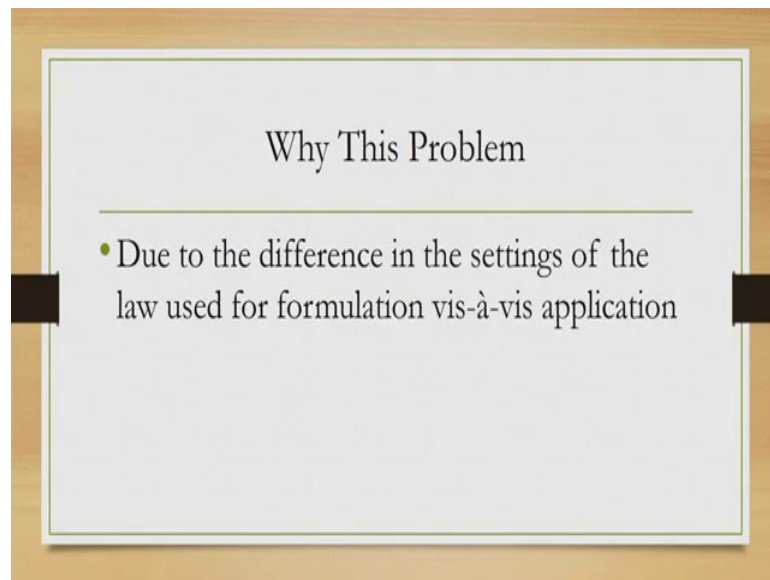 Why This Problem
• Due to the difference in the settings of the
law used for formulation vis-à-vis application